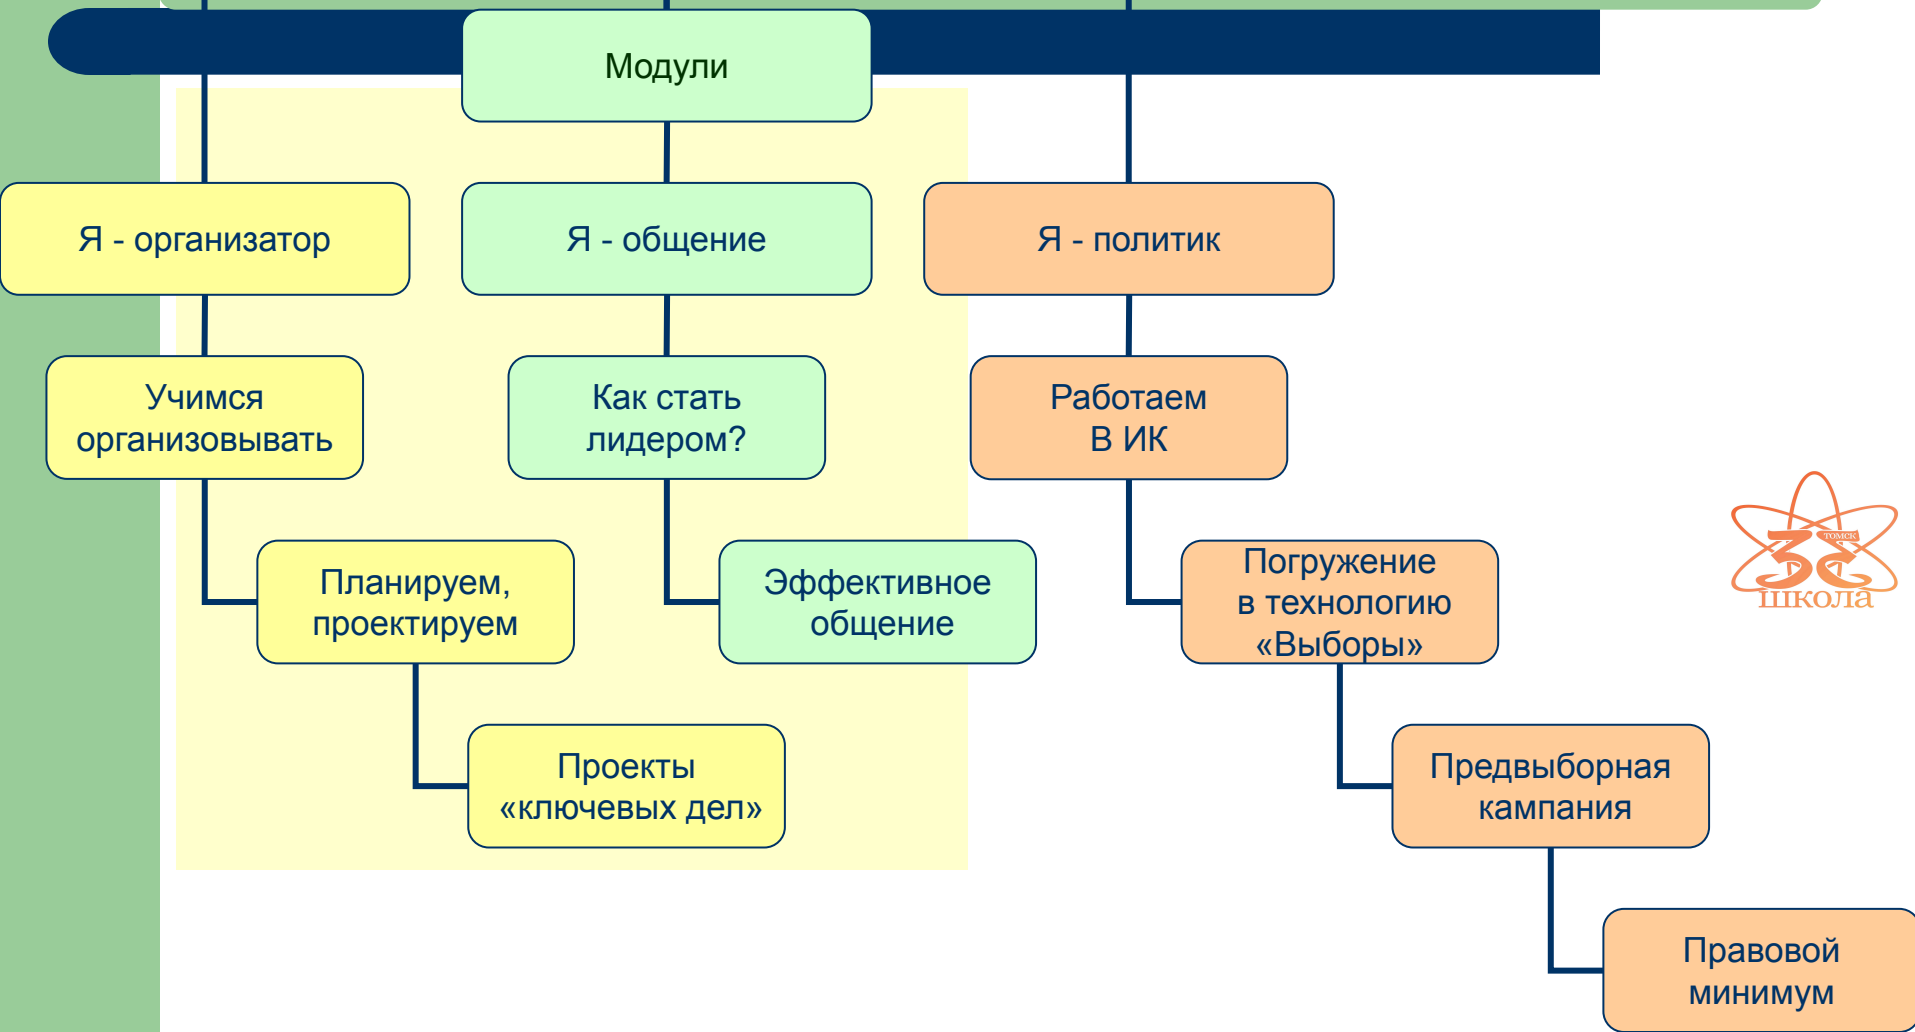 Модули
Я - организатор
Я - общение
Я - политик
Учимся
организовывать
Как стать
лидером?
Работаем
В ИК
Планируем,
проектируем
Эффективное
общение
Погружение
в технологию
«Выборы»
Проекты
«ключевых дел»
Предвыборная
кампания
Правовой
минимум
ТОМСК
32
школа